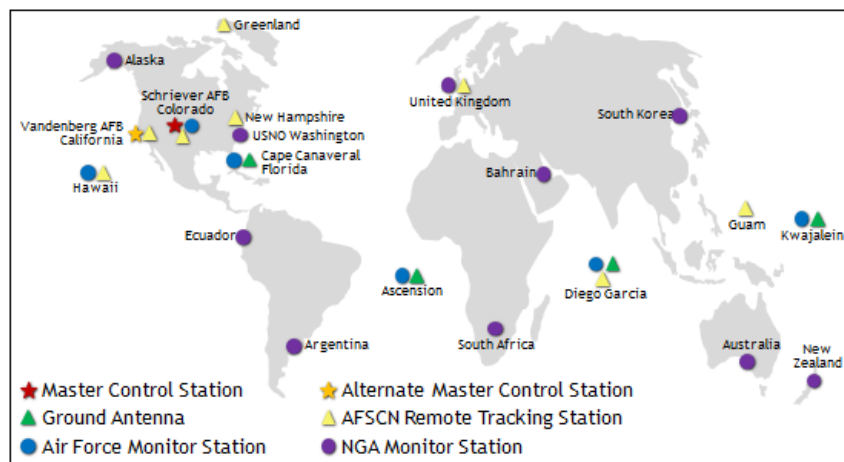 Greenland
Alaska
Schriever AFB
Colorado
United Kingdom
South Korea
Vandenberg AFB
California
New Hampshire
USNO Washington
Cape Canaveral
Florida
Hawaii
Bahrain
Guam
Kwajalein
Ecuador
Ascension
Diego Garcia
Argentina
South Africa
Australia
New
Zealand
Master Control Station
Alternate Master Control Station
Ground Antenna
AFSCN Remote Tracking Station
Air Force Monitor Station
NGA Monitor Station